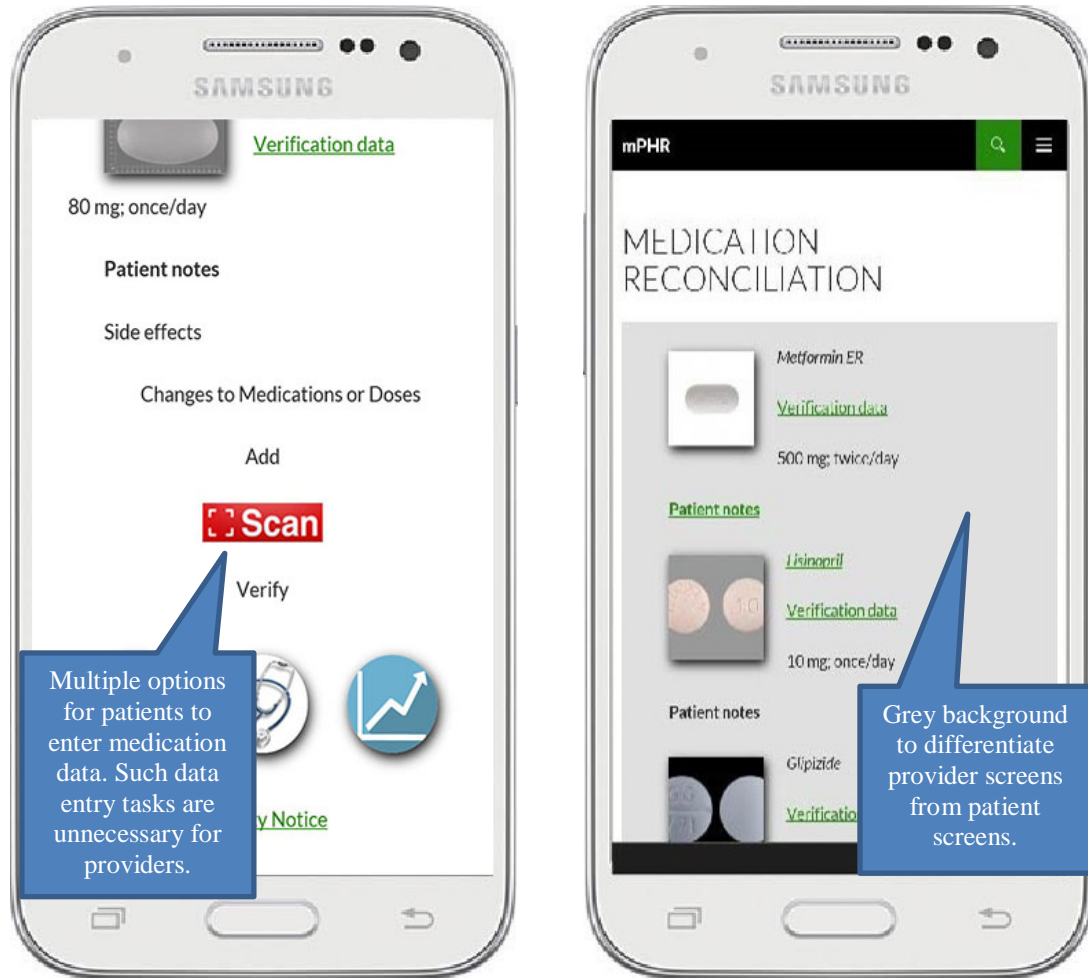 SAMSUNG
Verification data
80 mg; once/day
Patient notes
Side effects
Changes to Medications or Doses
Add
Scan
Verify
y Notice
Multiple options
for patients to
enter medication
data. Such data
entry tasks are
unnecessary for
providers.
SAMSUNG
mPHR
MEDICATION
RECONCILIATION
Metformin ER
Verification data
500 mg; twice/day
Patient notes
Lisinopril
Verification data
10
10 mg; once/day
Patient notes
Glipizide
Verificatio
Grey background
to differentiate
provider screens
from patient
screens.